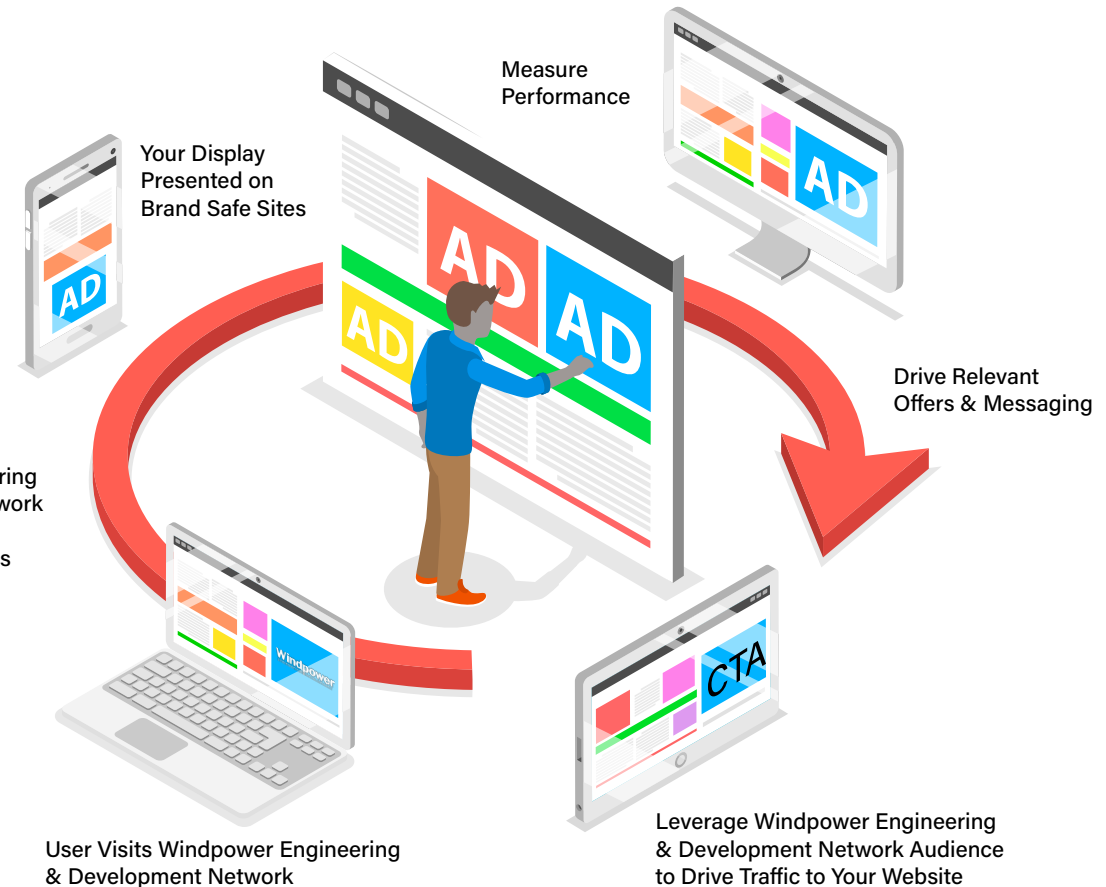 Measure
Performance
Your Display
Presented on
Brand Safe Sites
AD
AD
AD
AD
AD
Drive Relevant
Offers & Messaging
ring
work
s
Windpower
CTA
User Visits Windpower Engineering
& Development Network
Leverage Windpower Engineering
& Development Network Audience
to Drive Traffic to Your Website